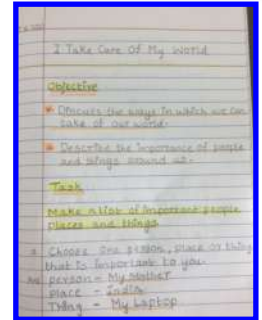 I Take Care Of My World
Objective
Discuss the ways in which we can
take of our world.
Describe the importance of people
and things around us.
Task
Make a list of important people
places and things
Choose one person, place or thing
that is important to you.
person - My Mother
place - India
Thing - My Laptop